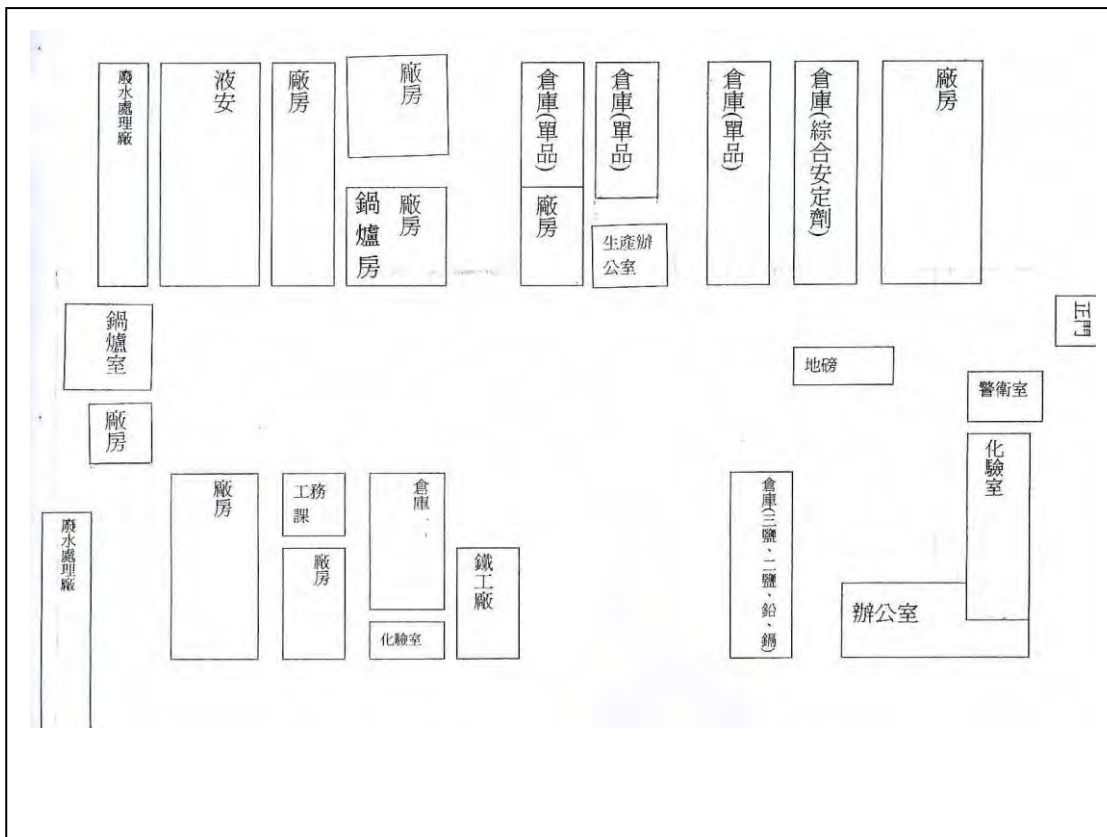 廢水處理廠
液安
廠房
廠房
鍋爐房
廠房
倉庫(單品)
廠房
倉庫(單品)
生產辦
公室
倉庫(單品)
倉庫(綜合安定劑)
廠房
正門
鍋爐室
地磅
警衛室
廠房
化驗室
廠房
工務
課
倉庫
倉庫(三鹽、二鹽、鉛、鎘)
廢水處理廠
廠房
鐵工廠
辦公室
化驗室